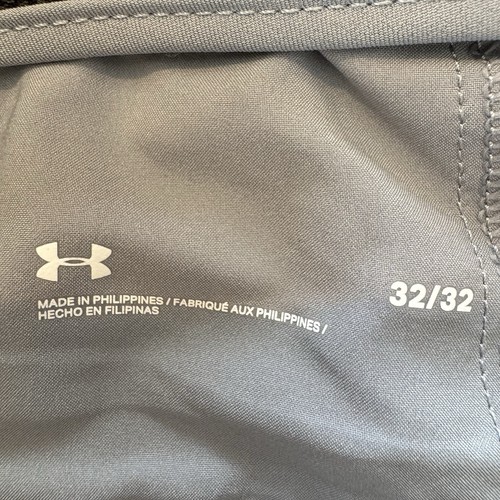 MADE IN PHILIPPINES / FABRIQUÉ AUX PHILIPPINES /
HECHO EN FILIPINAS
32/32